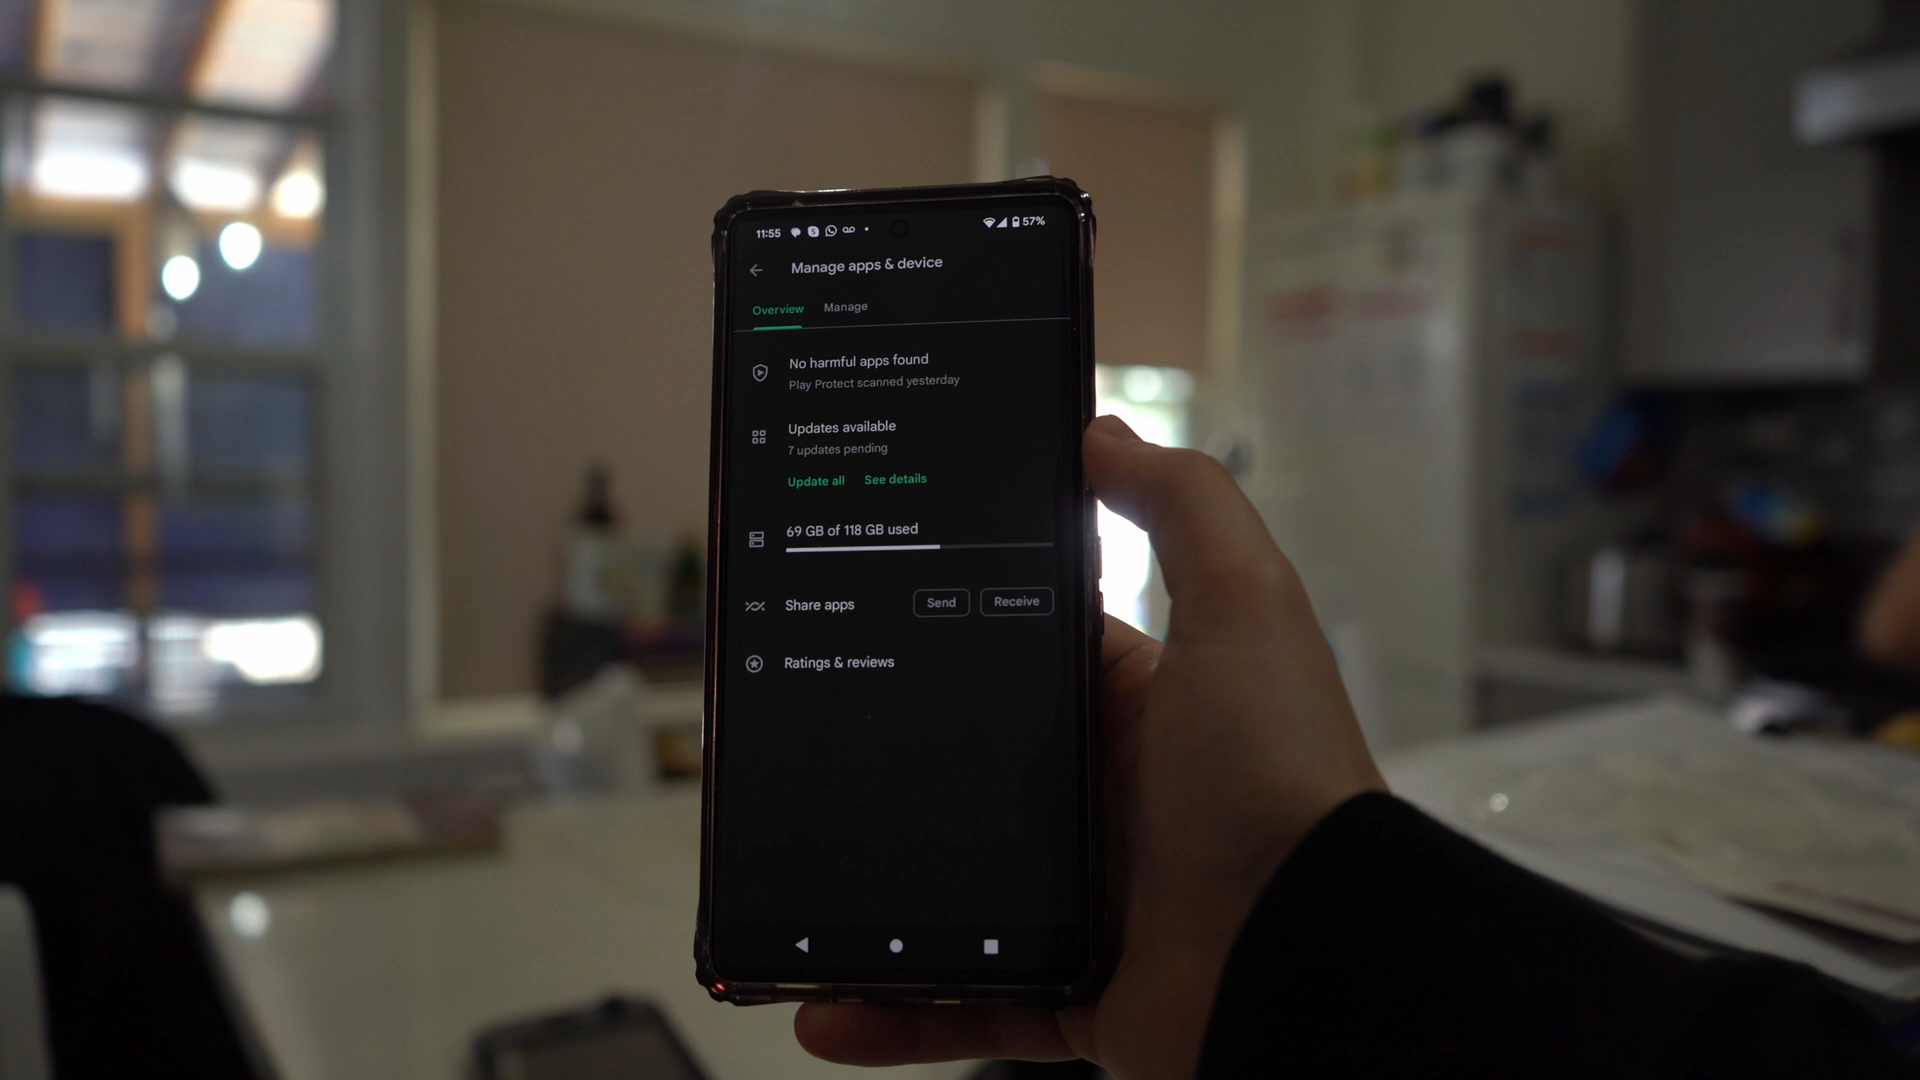 11:55 57%
Manage apps & device
Overview Manage
No harmful apps found
Play Protect scanned yesterday
Updates available
7 updates pending
Update all See details
69 GB of 118 GB used
Share apps Send Receive
Ratings & reviews